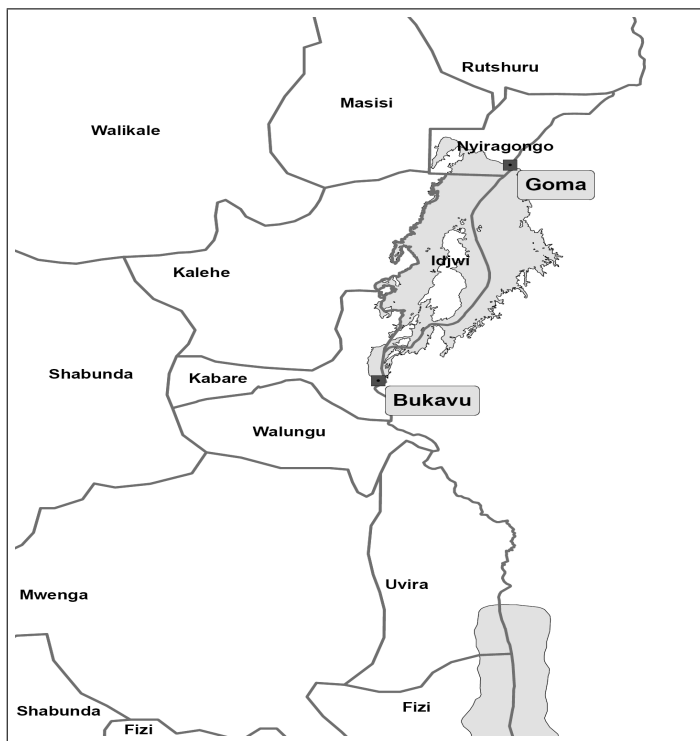 Rutshuru
Masisi
Walikale
Nyiragongo
Goma
Idjwi
Kalehe
Shabunda
Kabare
Bukavu
Walungu
Uvira
Mwenga
Fizi
Shabunda
Fizi